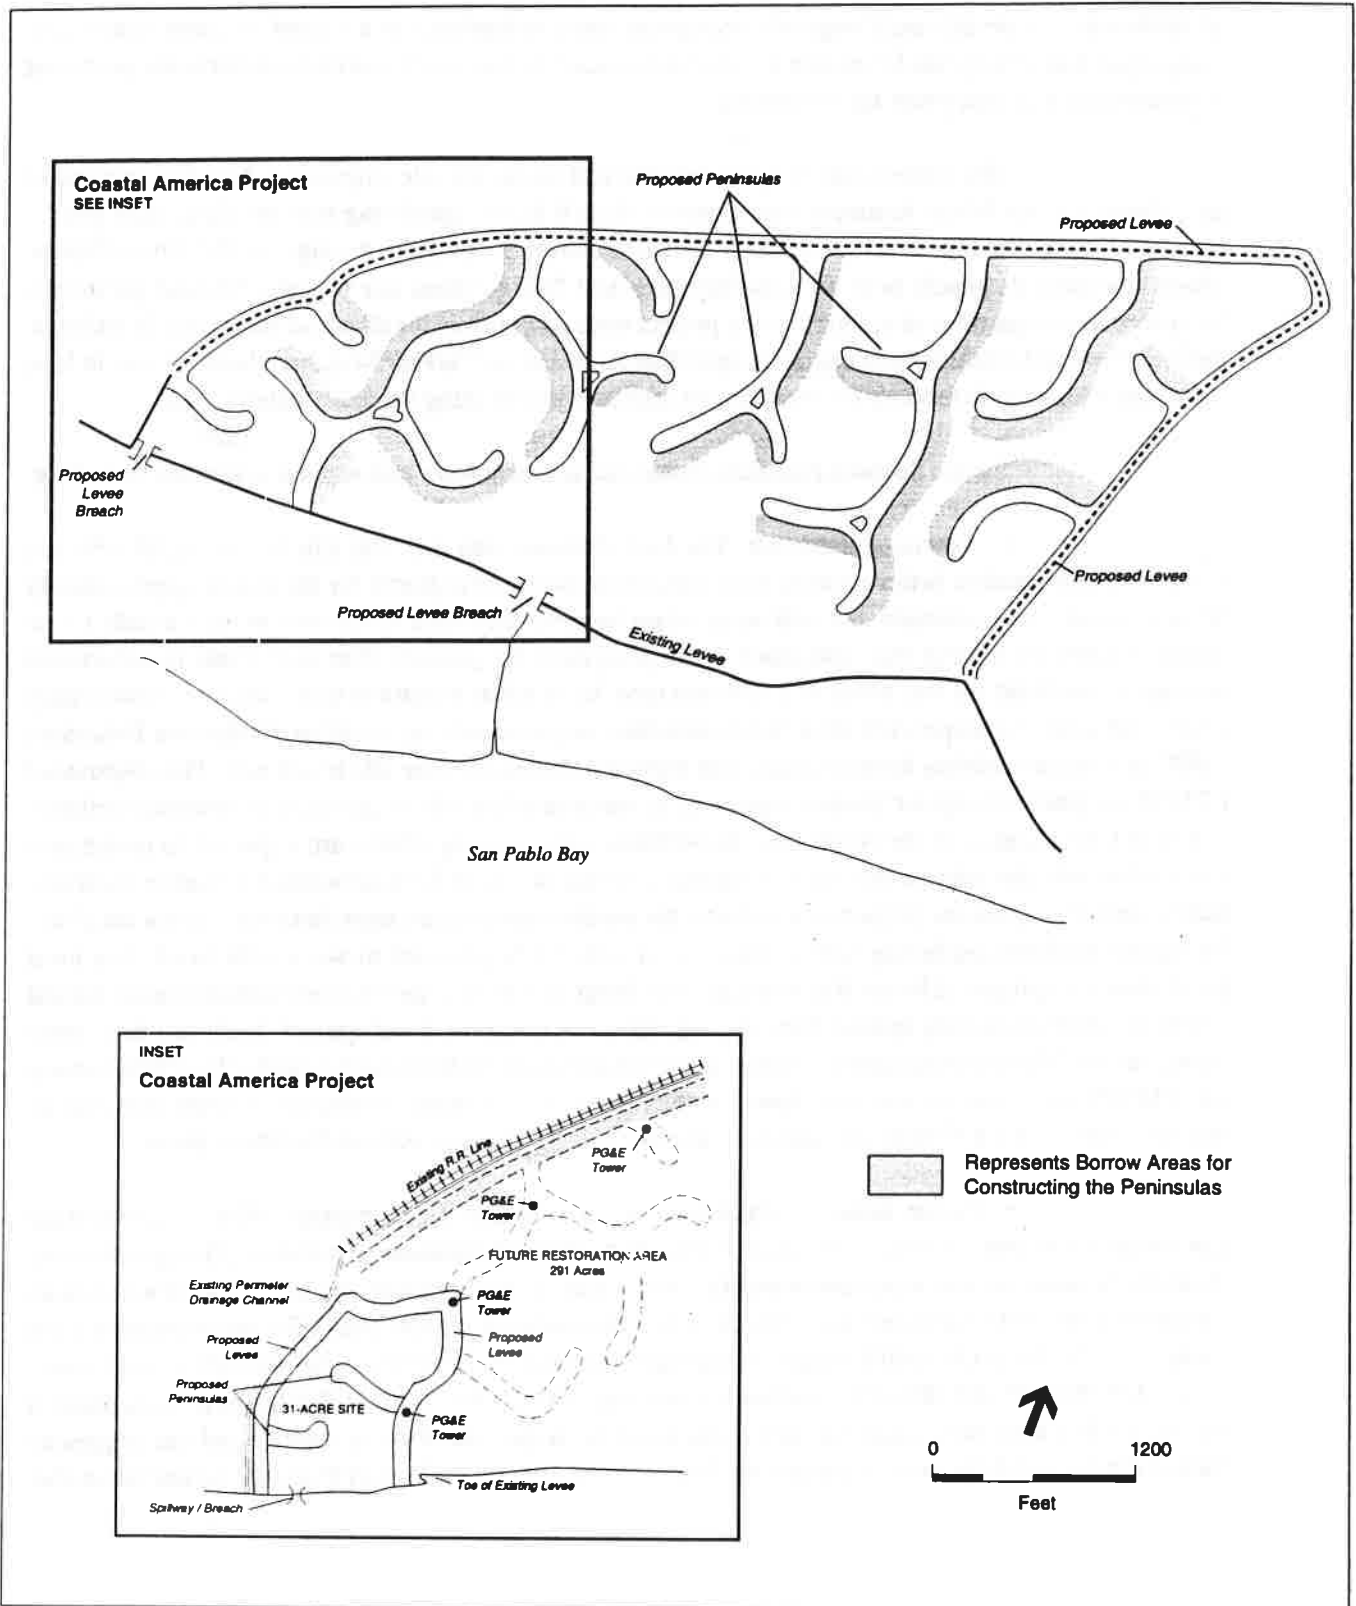 Coastal America Project
SEE INSET
Proposed Peninsulas
Proposed Levee
Proposed
Levee
Breach
Proposed Levee Breach
Existing Levee
Proposed Levee
San Pablo Bay
INSET
Coastal America Project
Existing R.R. Line
PG&E
Tower
PG&E
Tower
FUTURE RESTORATION AREA
291 Acres
Existing Perimeter
Drainage Channel
PG&E
Tower
Proposed
Levee
Proposed
Levee
Proposed
Peninsulas
31-ACRE SITE
PG&E
Tower
Toe of Existing Levee
Spillway / Breach
Represents Borrow Areas for
Constructing the Peninsulas
0 1200
Feet